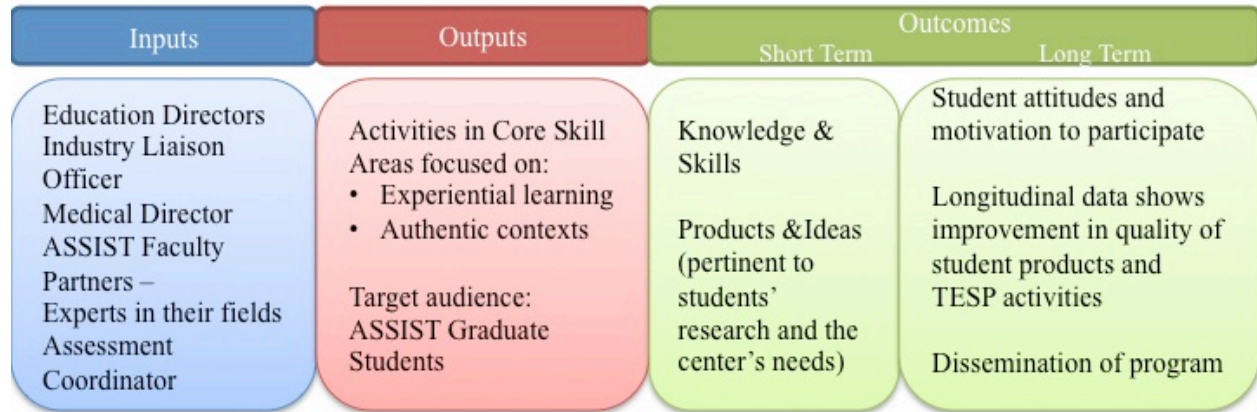 Inputs
Outputs
Outcomes
Short Term
Long Term
Education Directors
Industry Liaison
Officer
Medical Director
ASSIST Faculty
Partners –
Experts in their fields
Assessment
Coordinator
Activities in Core Skill
Areas focused on:
• Experiential learning
• Authentic contexts
Target audience:
ASSIST Graduate
Students
Knowledge &
Skills
Products &Ideas
(pertinent to
students’
research and the
center’s needs)
Student attitudes and
motivation to participate
Longitudinal data shows
improvement in quality of
student products and
TESP activities
Dissemination of program